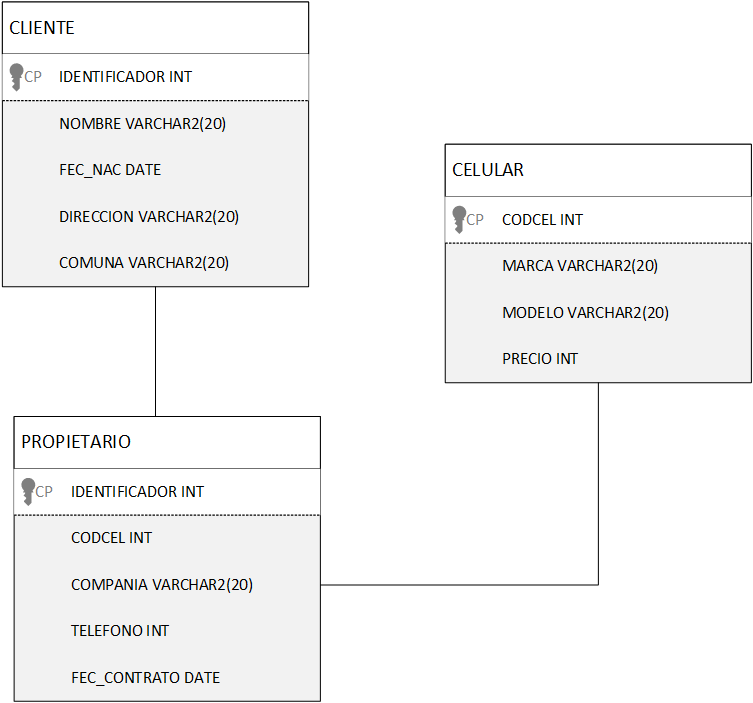 CLIENTE
CP IDENTIFICADOR INT
NOMBRE VARCHAR2(20)
FEC_NAC DATE
DIRECCION VARCHAR2(20)
COMUNA VARCHAR2(20)
CELULAR
CP CODCEL INT
MARCA VARCHAR2(20)
MODELO VARCHAR2(20)
PRECIO INT
PROPIETARIO
CP IDENTIFICADOR INT
CODCEL INT
COMPANIA VARCHAR2(20)
TELEFONO INT
FEC_CONTRATO DATE